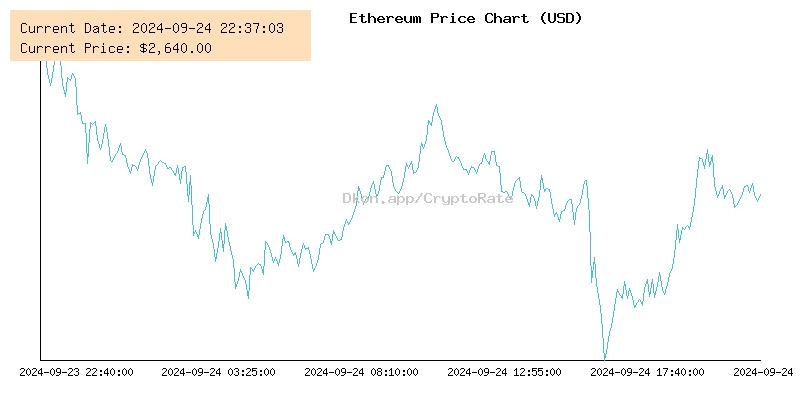 Ethereum Price Chart (USD)
Current Date: 2024-09-24 22:37:03
Current Price: $2,640.00
Dkon.app/CryptoRate
2024-09-23 22:40:00 2024-09-24 03:25:00 2024-09-24 08:10:00 2024-09-24 12:55:00 2024-09-24 17:40:00 2024-09-24